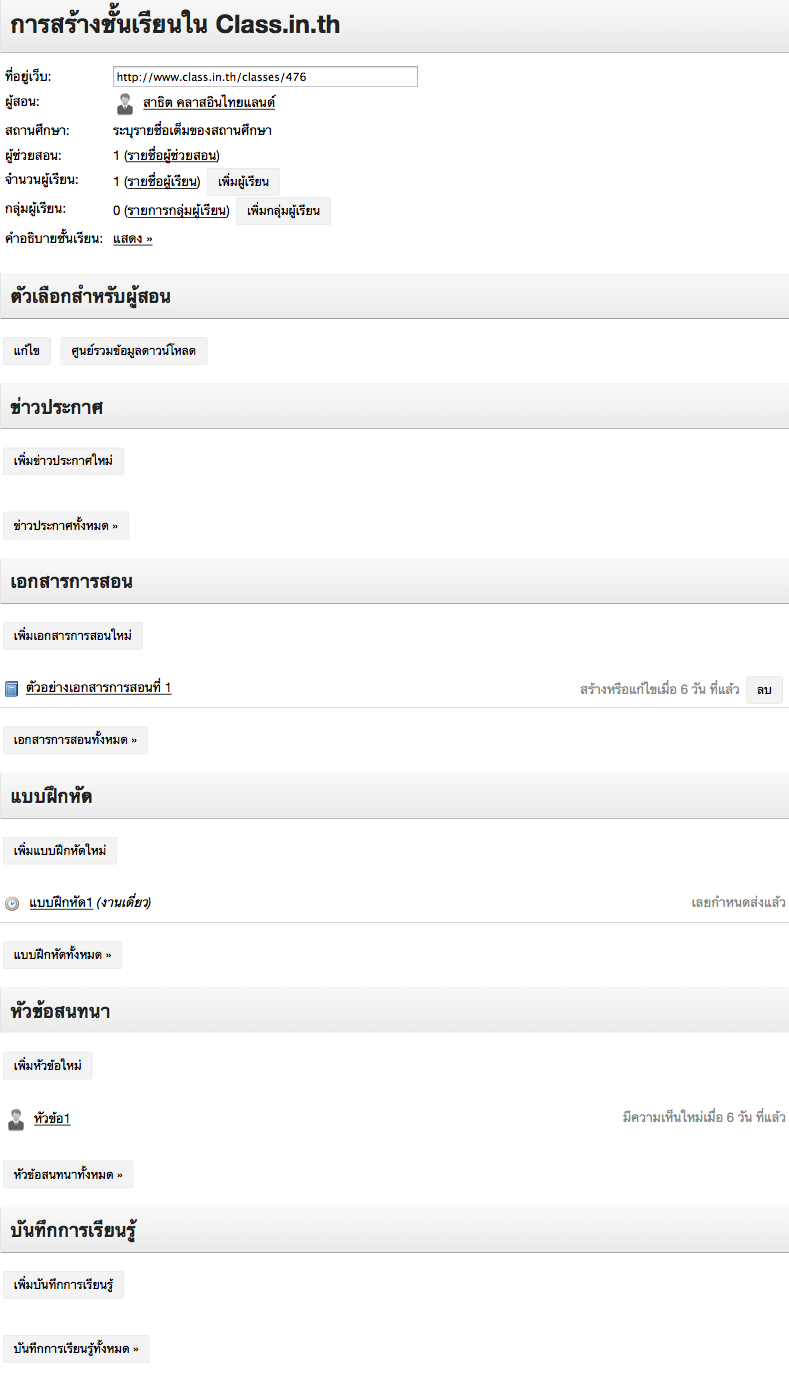 การสร้างชั้นเรียนใน Class.in.th
ที่อยู่เว็บ: http://www.class.in.th/classes/476
ผู้สอน: สาธิต คลาสอินไทยแลนด์
สถานศึกษา: ระบุรายชื่อเต็มของสถานศึกษา
ผู้ช่วยสอน: 1 (รายชื่อผู้ช่วยสอน)
จำนวนผู้เรียน: 1 (รายชื่อผู้เรียน) เพิ่มผู้เรียน
กลุ่มผู้เรียน: 0 (รายการกลุ่มผู้เรียน) เพิ่มกลุ่มผู้เรียน
คำอธิบายชั้นเรียน: แสดง »
ตัวเลือกสำหรับผู้สอน
แก้ไข ศูนย์รวมข้อมูลดาวน์โหลด
ข่าวประกาศ
เพิ่มข่าวประกาศใหม่
ข่าวประกาศทั้งหมด »
เอกสารการสอน
เพิ่มเอกสารการสอนใหม่
ตัวอย่างเอกสารการสอนที่ 1 สร้างหรือแก้ไขเมื่อ 6 วัน ที่แล้ว ลบ
เอกสารการสอนทั้งหมด »
แบบฝึกหัด
เพิ่มแบบฝึกหัดใหม่
แบบฝึกหัด1 (งานเดี่ยว) เลยกำหนดส่งแล้ว
แบบฝึกหัดทั้งหมด »
หัวข้อสนทนา
เพิ่มหัวข้อใหม่
หัวข้อ1 มีความเห็นใหม่เมื่อ 6 วัน ที่แล้ว
หัวข้อสนทนาทั้งหมด »
บันทึกการเรียนรู้
เพิ่มบันทึกการเรียนรู้
บันทึกการเรียนรู้ทั้งหมด »